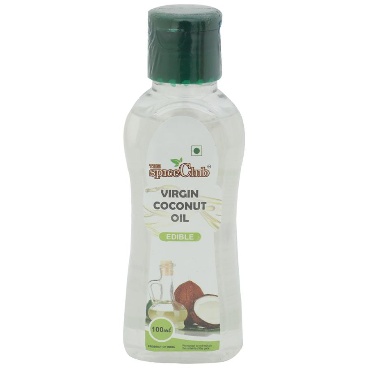 THE
SpiceClub
VIRGIN
COCONUT
OIL
EDIBLE
100ml